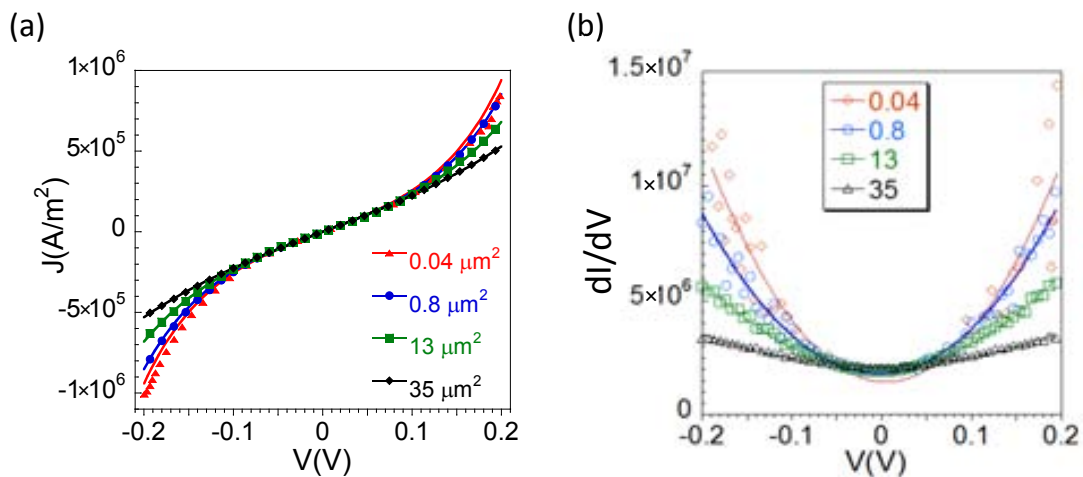 (a)
J(A/m²)
1×10⁶
5×10⁵
0
-5×10⁵
-1×10⁶
0.04 μm²
0.8 μm²
13 μm²
35 μm²
-0.2 -0.1 0 0.1 0.2
V(V)
(b)
dI/dV
1.5×10⁷
1×10⁷
5×10⁶
0
0.04
0.8
13
35
-0.2 -0.1 0 0.1 0.2
V(V)